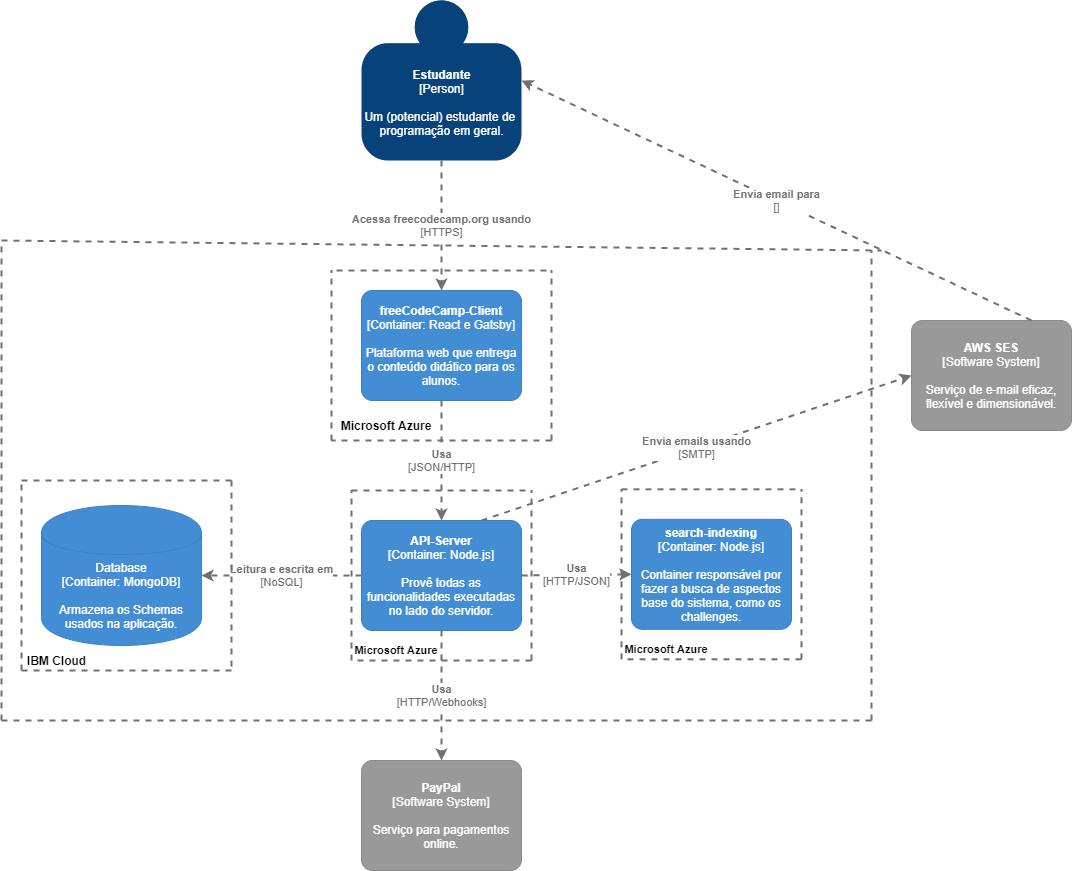 Estudante
[Person]
Um (potencial) estudante de
programação em geral.
Envia email para
[]
Acessa freecodecamp.org usando
[HTTPS]
freeCodeCamp-Client
[Container: React e Gatsby]
Plataforma web que entrega
o conteúdo didático para os
alunos.
Microsoft Azure
AWS SES
[Software System]
Serviço de e-mail eficaz,
flexível e dimensionável.
Usa
[JSON/HTTP]
Envia emails usando
[SMTP]
Database
[Container: MongoDB]
Armazena os Schemas
usados na aplicação.
IBM Cloud
Leitura e escrita em
[NoSQL]
API-Server
[Container: Node.js]
Provê todas as
funcionalidades executadas
no lado do servidor.
Microsoft Azure
Usa
[HTTP/JSON]
search-indexing
[Container: Node.js]
Container responsável por
fazer a busca de aspectos
base do sistema, como os
challenges.
Microsoft Azure
Usa
[HTTP/Webhooks]
PayPal
[Software System]
Serviço para pagamentos
online.